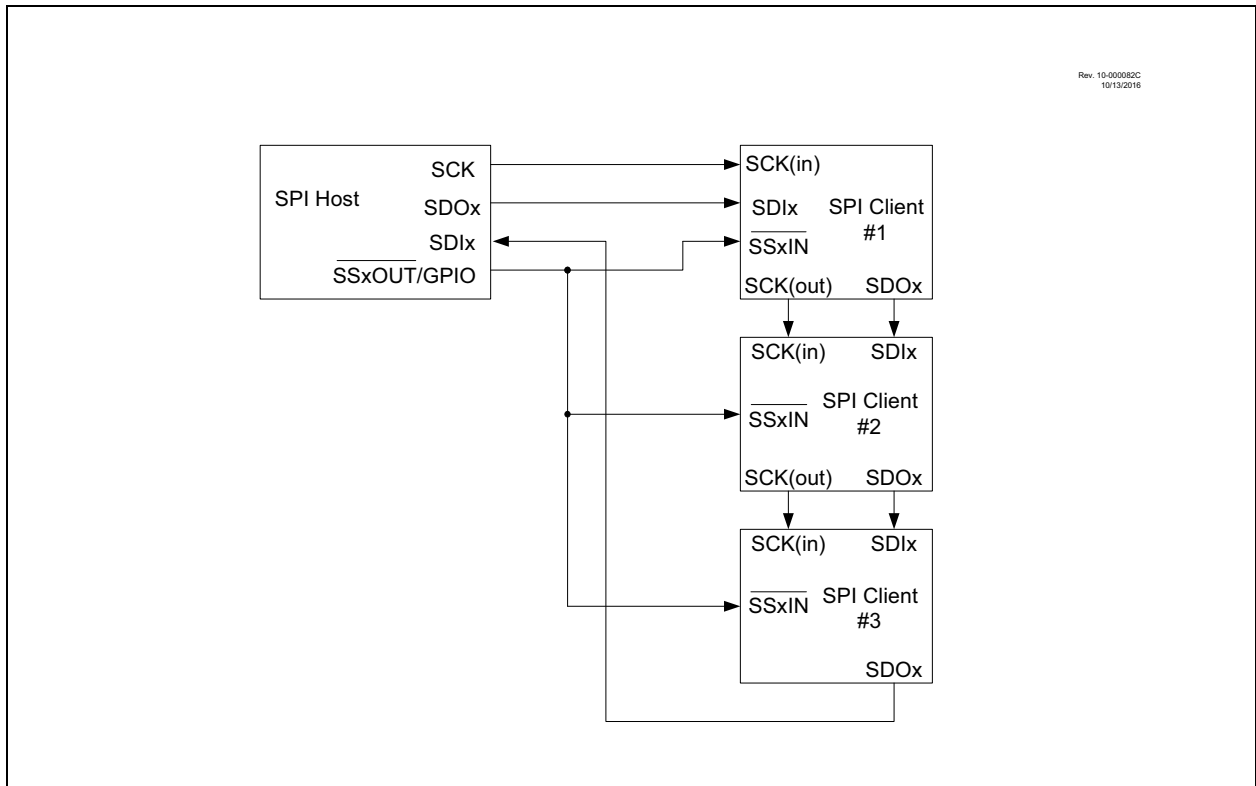 Rev. 10-000082C
10/13/2016
SPI Host
SCK
SDOx
SDIx
SSxOUT/GPIO
SCK(in)
SDIx
SPI Client
#1
SSxIN
SCK(out) SDOx
SCK(in) SDIx
SPI Client
#2
SSxIN
SCK(out) SDOx
SCK(in) SDIx
SPI Client
#3
SSxIN
SDOx